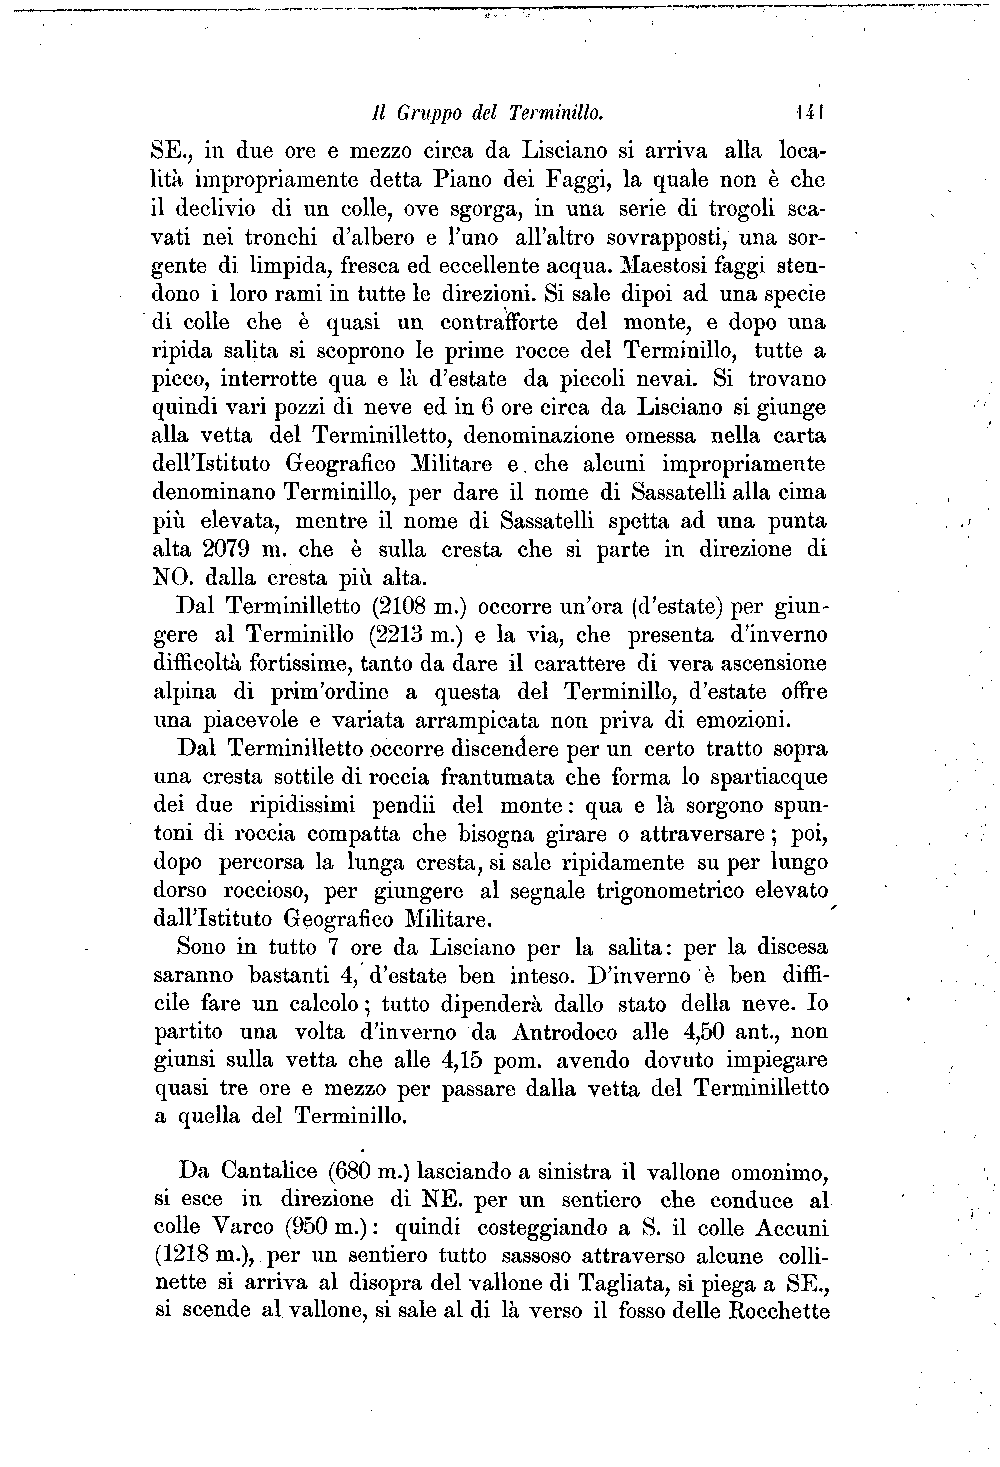 Il Gruppo del Terminillo. 141
SE., in due ore e mezzo circa da Lisciano si arriva alla loca-
lità impropriamente detta Piano dei Faggi, la quale non è che
il declivio di un colle, ove sgorga, in una serie di trogoli sca-
vati nei tronchi d'albero e l'uno all'altro sovrapposti, una sor-
gente di limpida, fresca ed eccellente acqua. Maestosi faggi sten-
dono i loro rami in tutte le direzioni. Si sale dipoi ad una specie
di colle che è quasi un contrafforte del monte, e dopo una
ripida salita si scoprono le prime rocce del Terminillo, tutte a
picco, interrotte qua e là d'estate da piccoli nevai. Si trovano
quindi vari pozzi di neve ed in 6 ore circa da Lisciano si giunge
alla vetta del Terminilletto, denominazione omessa nella carta
dell'Istituto Geografico Militare e che alcuni impropriamente
denominano Terminillo, per dare il nome di Sassatelli alla cima
più elevata, mentre il nome di Sassatelli spetta ad una punta
alta 2079 m. che è sulla cresta che si parte in direzione di
NO. dalla cresta più alta.
Dal Terminilletto (2108 m.) occorre un'ora (d'estate) per giun-
gere al Terminillo (2213 m.) e la via, che presenta d'inverno
difficoltà fortissime, tanto da dare il carattere di vera ascensione
alpina di prim'ordine a questa del Terminillo, d'estate offre
una piacevole e variata arrampicata non priva di emozioni.
Dal Terminilletto occorre discendere per un certo tratto sopra
una cresta sottile di roccia frantumata che forma lo spartiacque
dei due ripidissimi pendii del monte: qua e là sorgono spun-
toni di roccia compatta che bisogna girare o attraversare; poi,
dopo percorsa la lunga cresta, si sale ripidamente su per lungo
dorso roccioso, per giungere al segnale trigonometrico elevato
dall'Istituto Geografico Militare.
Sono in tutto 7 ore da Lisciano per la salita: per la discesa
saranno bastanti 4, d'estate ben inteso. D'inverno è ben diffi-
cile fare un calcolo; tutto dipenderà dallo stato della neve. Io
partito una volta d'inverno da Antrodoco alle 4,50 ant., non
giunsi sulla vetta che alle 4,15 pom. avendo dovuto impiegare
quasi tre ore e mezzo per passare dalla vetta del Terminilletto
a quella del Terminillo.
Da Cantalice (680 m.) lasciando a sinistra il vallone omonimo,
si esce in direzione di NE. per un sentiero che conduce al
colle Varco (950 m.): quindi costeggiando a S. il colle Accuni
(1218 m.), per un sentiero tutto sassoso attraverso alcune colli-
nette si arriva al disopra del vallone di Tagliata, si piega a SE.,
si scende al vallone, si sale al di là verso il fosso delle Rocchette